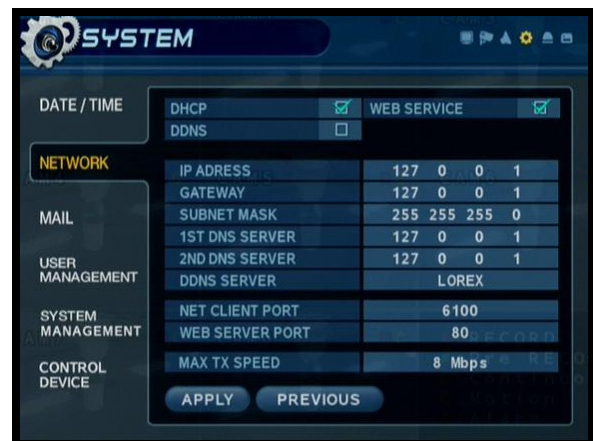 SYSTEM
DATE / TIME
NETWORK
MAIL
USER
MANAGEMENT
SYSTEM
MANAGEMENT
CONTROL
DEVICE
DHCP WEB SERVICE
DDNS
IP ADRESS 127 0 0 1
GATEWAY 127 0 0 1
SUBNET MASK 255 255 255 0
1ST DNS SERVER 127 0 0 1
2ND DNS SERVER 127 0 0 1
DDNS SERVER LOREX
NET CLIENT PORT 6100
WEB SERVER PORT 80
MAX TX SPEED 8 Mbps
APPLY PREVIOUS